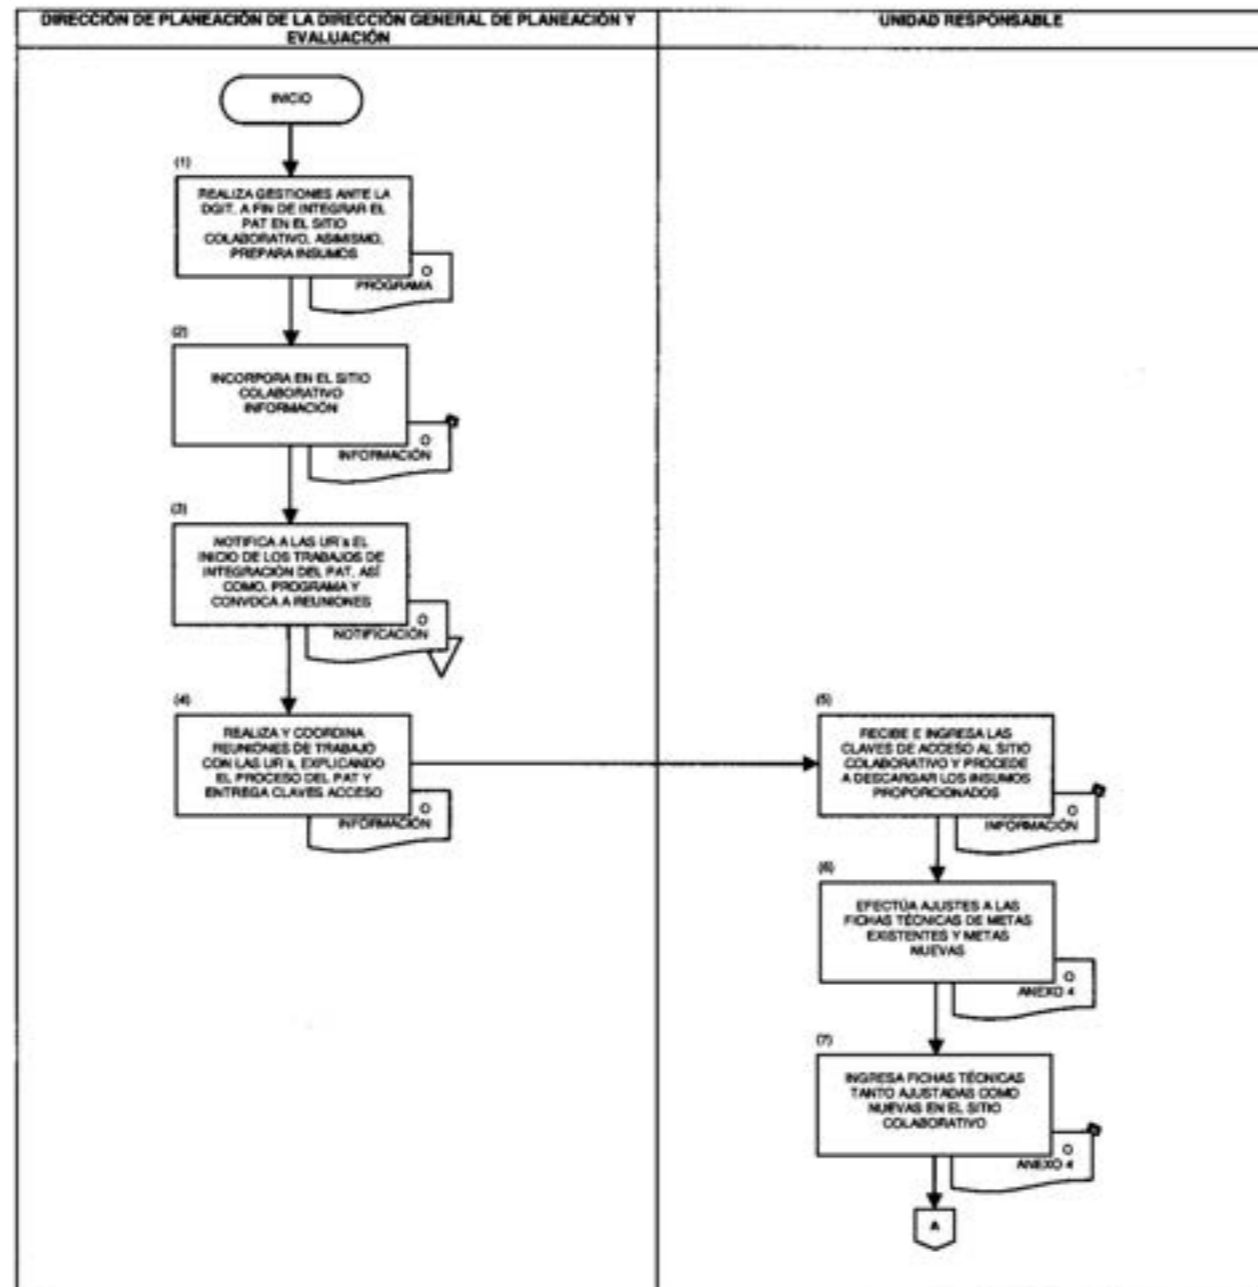 DIRECCIÓN DE PLANEACIÓN DE LA DIRECCIÓN GENERAL DE PLANEACIÓN Y
EVALUACIÓN
UNIDAD RESPONSABLE
INICIO
(1)
REALIZA GESTIONES ANTE LA
DGIT, A FIN DE INTEGRAR EL
PAT EN EL SITIO
COLABORATIVO, ASIMISMO,
PREPARA INSUMOS
O
PROGRAMA
(2)
INCORPORA EN EL SITIO
COLABORATIVO
INFORMACIÓN
O
INFORMACIÓN
(3)
NOTIFICA A LAS UR´s EL
INICIO DE LOS TRABAJOS DE
INTEGRACIÓN DEL PAT, ASÍ
COMO, PROGRAMA Y
CONVOCA A REUNIONES
O
NOTIFICACIÓN
(4)
REALIZA Y COORDINA
REUNIONES DE TRABAJO
CON LAS UR´s, EXPLICANDO
EL PROCESO DEL PAT Y
ENTREGA CLAVES ACCESO
O
INFORMACIÓN
(5)
RECIBE E INGRESA LAS
CLAVES DE ACCESO AL SITIO
COLABORATIVO Y PROCEDE
A DESCARGAR LOS INSUMOS
PROPORCIONADOS
O
INFORMACIÓN
(6)
EFECTÚA AJUSTES A LAS
FICHAS TÉCNICAS DE METAS
EXISTENTES Y METAS
NUEVAS
O
ANEXO 4
(7)
INGRESA FICHAS TÉCNICAS
TANTO AJUSTADAS COMO
NUEVAS EN EL SITIO
COLABORATIVO
O
ANEXO 4
A